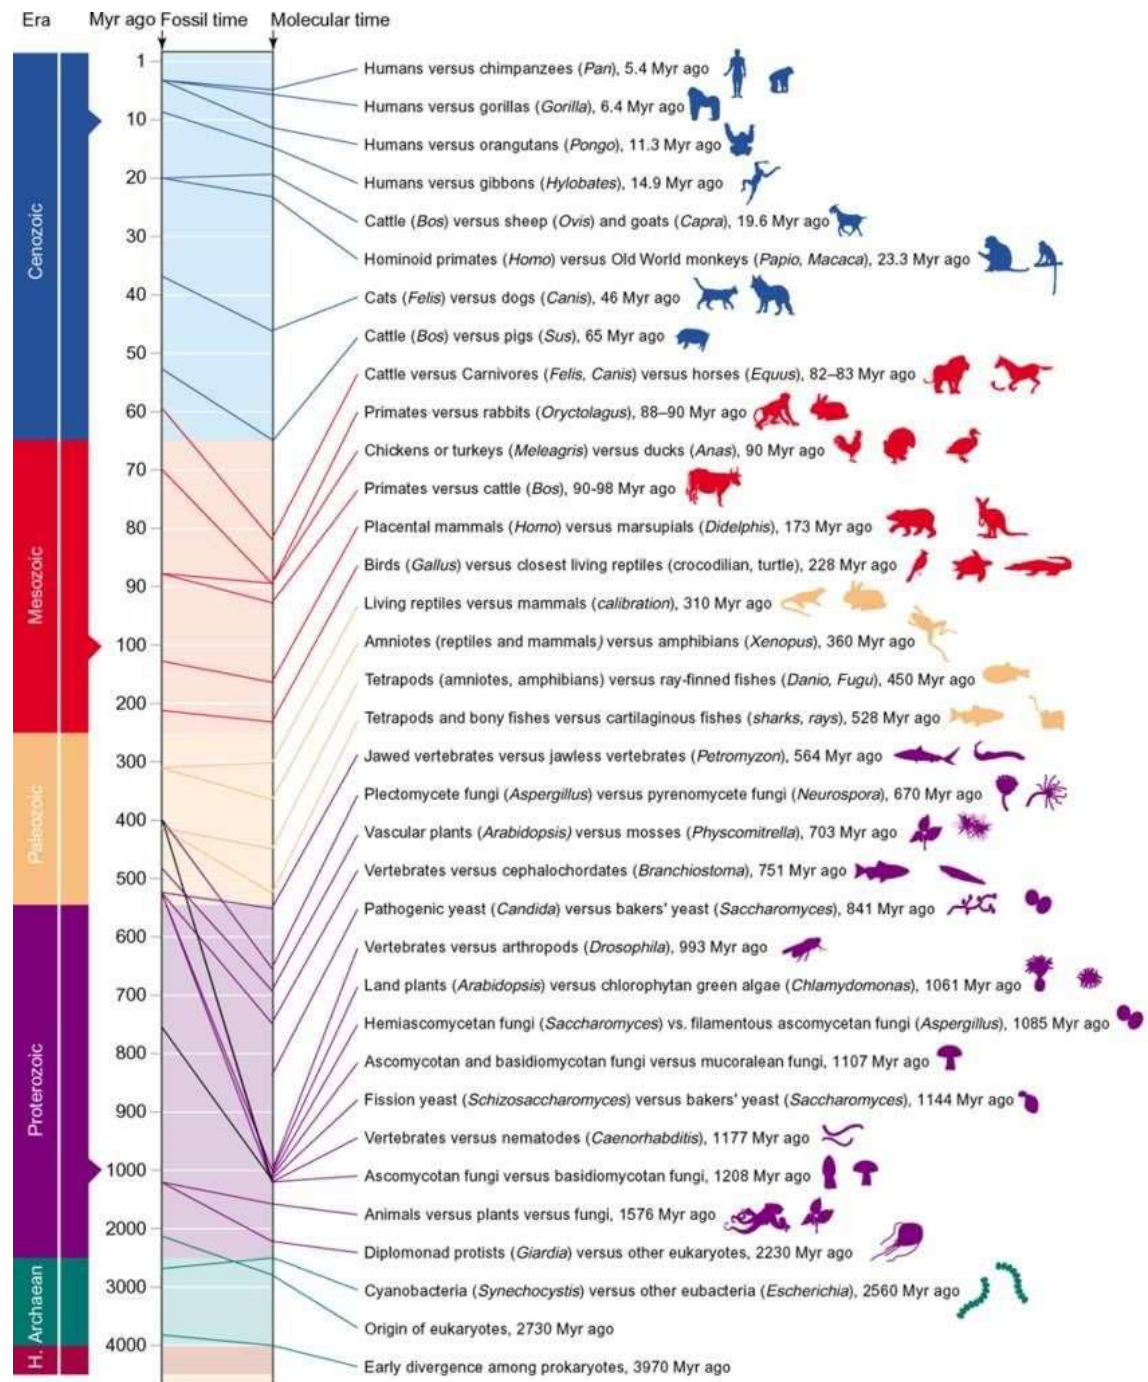 Era Myr ago Fossil time Molecular time
1
10
20
30
40
50
60
70
80
90
100
200
300
400
500
600
700
800
900
1000
2000
3000
4000
Cenozoic
Mesozoic
Paleozoic
Proterozoic
Archaean
H.
Humans versus chimpanzees (Pan), 5.4 Myr ago
Humans versus gorillas (Gorilla), 6.4 Myr ago
Humans versus orangutans (Pongo), 11.3 Myr ago
Humans versus gibbons (Hylobates), 14.9 Myr ago
Cattle (Bos) versus sheep (Ovis) and goats (Capra), 19.6 Myr ago
Hominoid primates (Homo) versus Old World monkeys (Papio, Macaca), 23.3 Myr ago
Cats (Felis) versus dogs (Canis), 46 Myr ago
Cattle (Bos) versus pigs (Sus), 65 Myr ago
Cattle versus Carnivores (Felis, Canis) versus horses (Equus), 82–83 Myr ago
Primates versus rabbits (Oryctolagus), 88–90 Myr ago
Chickens or turkeys (Meleagris) versus ducks (Anas), 90 Myr ago
Primates versus cattle (Bos), 90-98 Myr ago
Placental mammals (Homo) versus marsupials (Didelphis), 173 Myr ago
Birds (Gallus) versus closest living reptiles (crocodilian, turtle), 228 Myr ago
Living reptiles versus mammals (calibration), 310 Myr ago
Amniotes (reptiles and mammals) versus amphibians (Xenopus), 360 Myr ago
Tetrapods (amniotes, amphibians) versus ray-finned fishes (Danio, Fugu), 450 Myr ago
Tetrapods and bony fishes versus cartilaginous fishes (sharks, rays), 528 Myr ago
Jawed vertebrates versus jawless vertebrates (Petromyzon), 564 Myr ago
Plectomycete fungi (Aspergillus) versus pyrenomycete fungi (Neurospora), 670 Myr ago
Vascular plants (Arabidopsis) versus mosses (Physcomitrella), 703 Myr ago
Vertebrates versus cephalochordates (Branchiostoma), 751 Myr ago
Pathogenic yeast (Candida) versus bakers' yeast (Saccharomyces), 841 Myr ago
Vertebrates versus arthropods (Drosophila), 993 Myr ago
Land plants (Arabidopsis) versus chlorophytan green algae (Chlamydomonas), 1061 Myr ago
Hemiascomycetan fungi (Saccharomyces) vs. filamentous ascomycetan fungi (Aspergillus), 1085 Myr ago
Ascomycotan and basidiomycotan fungi versus mucoralean fungi, 1107 Myr ago
Fission yeast (Schizosaccharomyces) versus bakers' yeast (Saccharomyces), 1144 Myr ago
Vertebrates versus nematodes (Caenorhabditis), 1177 Myr ago
Ascomycotan fungi versus basidiomycotan fungi, 1208 Myr ago
Animals versus plants versus fungi, 1576 Myr ago
Diplomonad protists (Giardia) versus other eukaryotes, 2230 Myr ago
Cyanobacteria (Synechocystis) versus other eubacteria (Escherichia), 2560 Myr ago
Origin of eukaryotes, 2730 Myr ago
Early divergence among prokaryotes, 3970 Myr ago